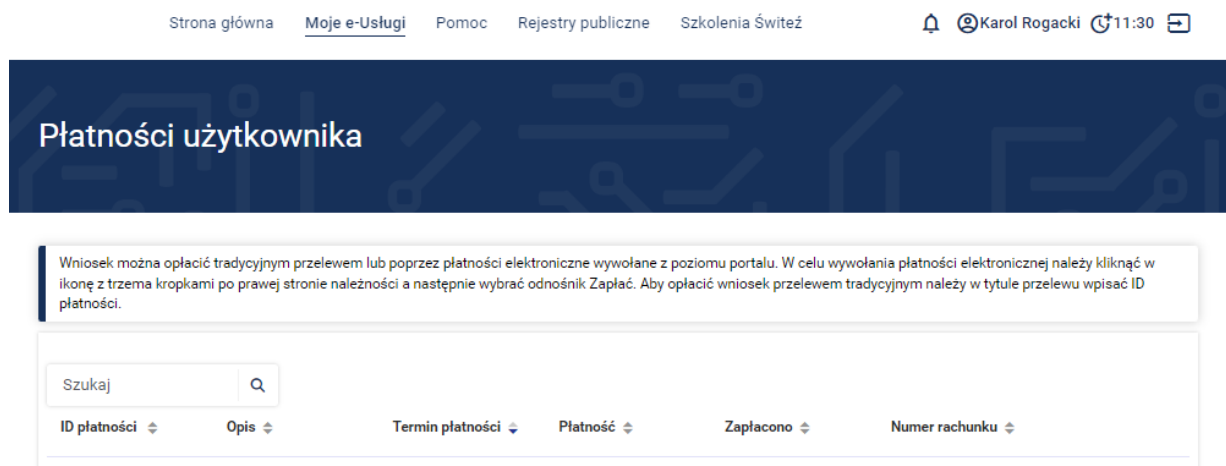 Strona główna Moje e-Usługi Pomoc Rejestry publiczne Szkolenia Świteź Karol Rogacki 11:30
Płatności użytkownika
Wniosek można opłacić tradycyjnym przelewem lub poprzez płatności elektroniczne wywołane z poziomu portalu. W celu wywołania płatności elektronicznej należy kliknąć w
ikonę z trzema kropkami po prawej stronie należności a następnie wybrać odnośnik Zapłać. Aby opłacić wniosek przelewem tradycyjnym należy w tytule przelewu wpisać ID
płatności.
Szukaj
ID płatności Opis Termin płatności Płatność Zapłacono Numer rachunku